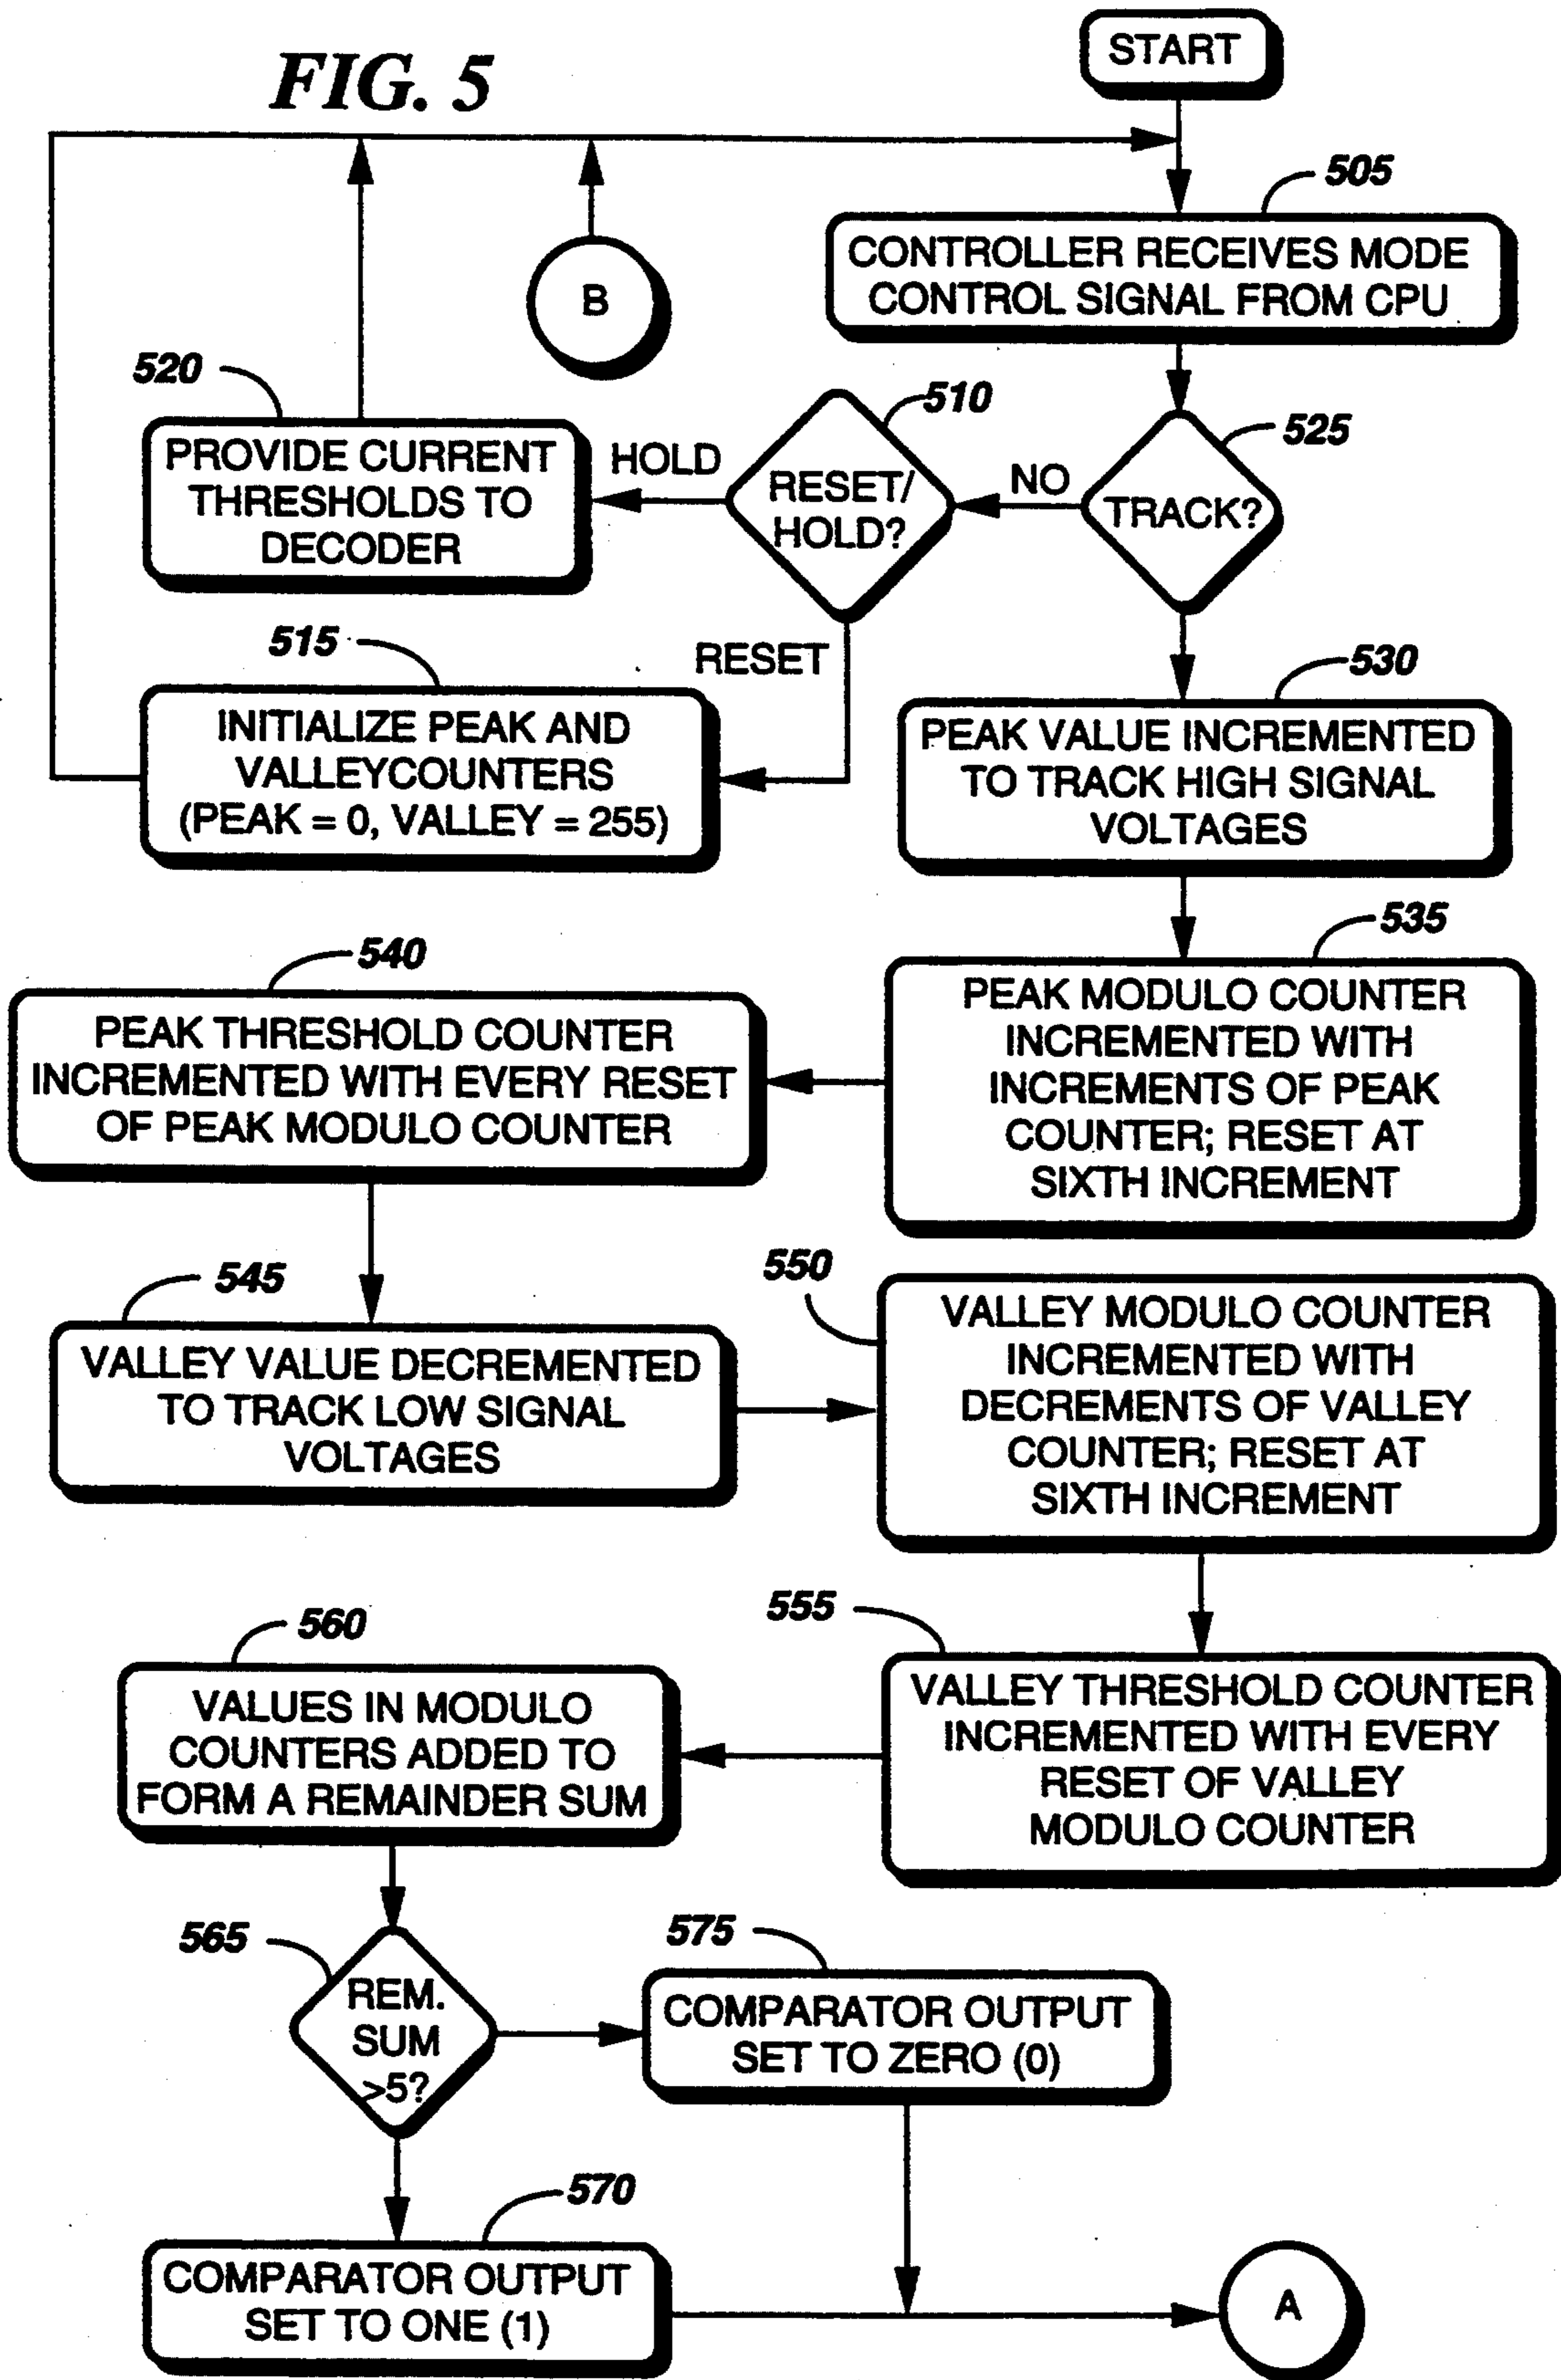 FIG. 5
START
505
CONTROLLER RECEIVES MODE
CONTROL SIGNAL FROM CPU
B
520
PROVIDE CURRENT
THRESHOLDS TO
DECODER
HOLD
510
RESET/
HOLD?
NO
525
TRACK?
515
RESET
INITIALIZE PEAK AND
VALLEYCOUNTERS
(PEAK = 0, VALLEY = 255)
530
PEAK VALUE INCREMENTED
TO TRACK HIGH SIGNAL
VOLTAGES
535
PEAK MODULO COUNTER
INCREMENTED WITH
INCREMENTS OF PEAK
COUNTER; RESET AT
SIXTH INCREMENT
540
PEAK THRESHOLD COUNTER
INCREMENTED WITH EVERY RESET
OF PEAK MODULO COUNTER
545
VALLEY VALUE DECREMENTED
TO TRACK LOW SIGNAL
VOLTAGES
550
VALLEY MODULO COUNTER
INCREMENTED WITH
DECREMENTS OF VALLEY
COUNTER; RESET AT
SIXTH INCREMENT
555
VALLEY THRESHOLD COUNTER
INCREMENTED WITH EVERY
RESET OF VALLEY
MODULO COUNTER
560
VALUES IN MODULO
COUNTERS ADDED TO
FORM A REMAINDER SUM
565
REM.
SUM
>5?
575
COMPARATOR OUTPUT
SET TO ZERO (0)
570
COMPARATOR OUTPUT
SET TO ONE (1)
A